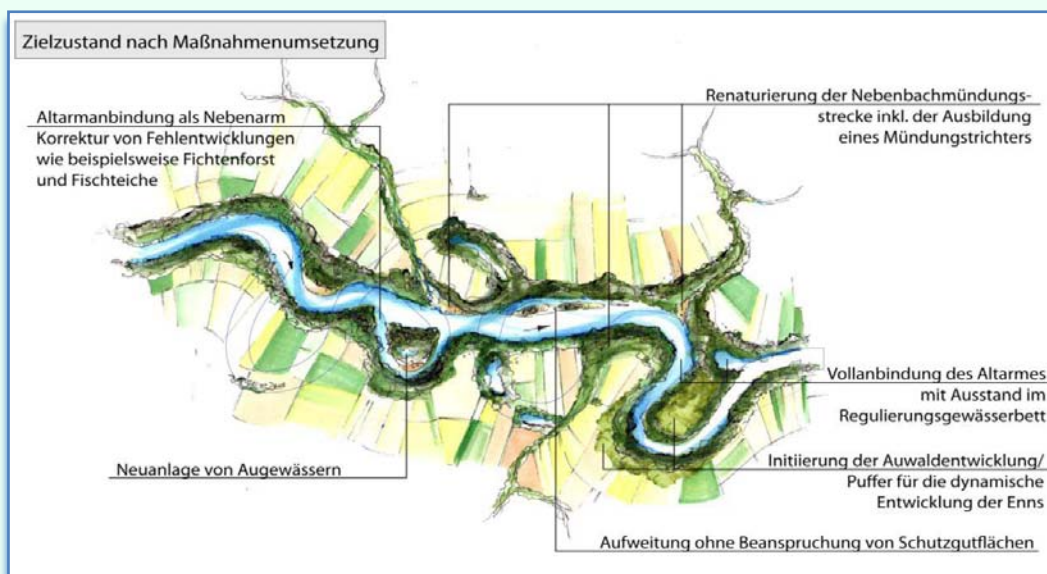 Zielzustand nach Maßnahmenumsetzung
Altarmanbindung als Nebenarm
Korrektur von Fehlentwicklungen
wie beispielsweise Fichtenforst
und Fischteiche
Renaturierung der Nebenbachmündungs-
strecke inkl. der Ausbildung
eines Mündungstrichters
Vollanbindung des Altarmes
mit Ausstand im
Regulierungsgewässerbett
Neuanlage von Augewässern
Initiierung der Auwaldentwicklung/
Puffer für die dynamische
Entwicklung der Enns
Aufweitung ohne Beanspruchung von Schutzgutflächen